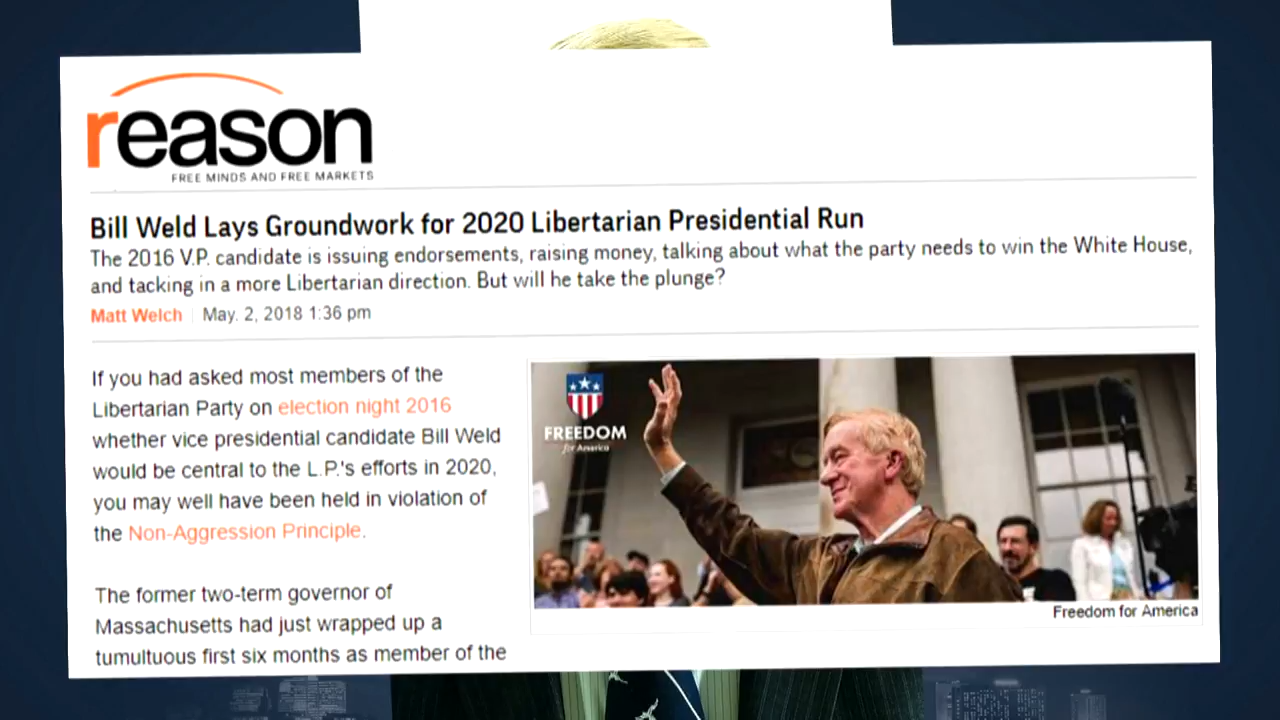 reason
FREE MINDS AND FREE MARKETS
Bill Weld Lays Groundwork for 2020 Libertarian Presidential Run
The 2016 V.P. candidate is issuing endorsements, raising money, talking about what the party needs to win the White House,
and tacking in a more Libertarian direction. But will he take the plunge?
Matt Welch | May. 2, 2018 1:36 pm
If you had asked most members of the
Libertarian Party on election night 2016
whether vice presidential candidate Bill Weld
would be central to the L.P.'s efforts in 2020,
you may well have been held in violation of
the Non-Aggression Principle.
The former two-term governor of
Massachusetts had just wrapped up a
tumultuous first six months as member of the
FREEDOM
for America
Freedom for America